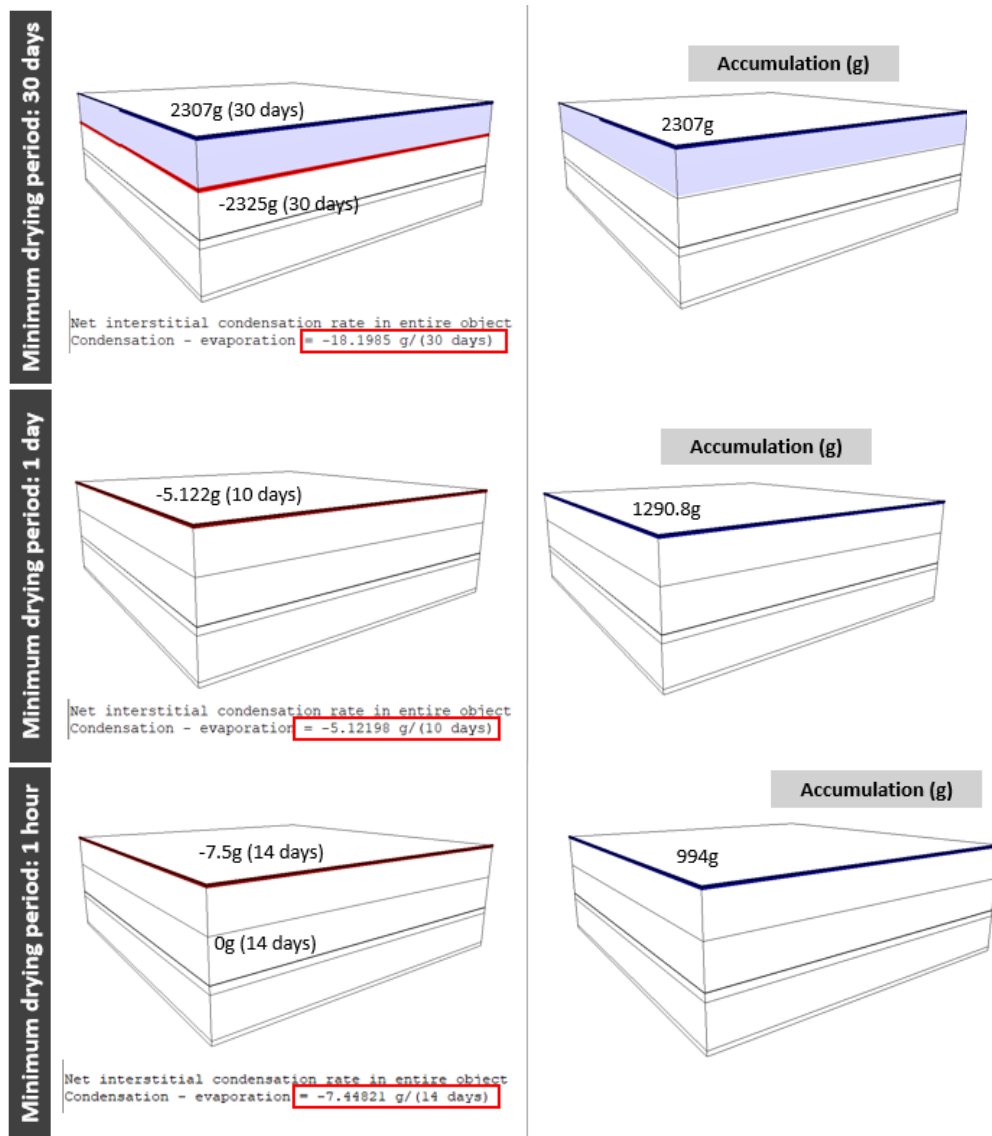 Minimum drying period: 30 days
Accumulation (g)
2307g (30 days)
2307g
-2325g (30 days)
Net interstitial condensation rate in entire object
Condensation - evaporation = -18.1985 g/(30 days)
Minimum drying period: 1 day
Accumulation (g)
-5.122g (10 days)
1290.8g
Net interstitial condensation rate in entire object
Condensation - evaporation = -5.12198 g/(10 days)
Minimum drying period: 1 hour
Accumulation (g)
-7.5g (14 days)
994g
0g (14 days)
Net interstitial condensation rate in entire object
Condensation - evaporation = -7.44821 g/(14 days)